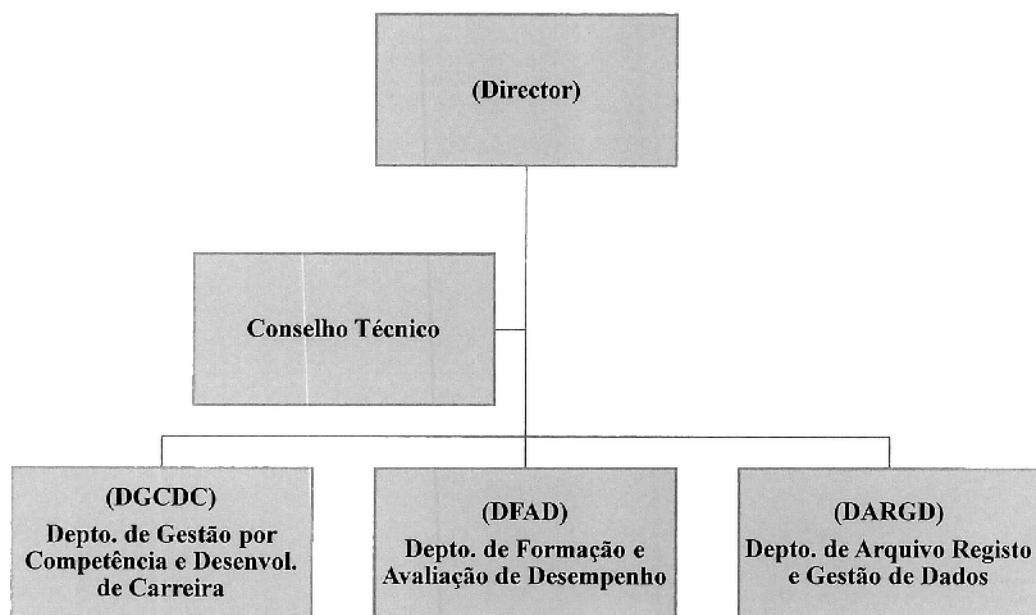 (Director)
Conselho Técnico
(DGCDC)
Depto. de Gestão por
Competência e Desenvol.
de Carreira
(DFAD)
Depto. de Formação e
Avaliação de Desempenho
(DARGD)
Depto. de Arquivo Registo
e Gestão de Dados